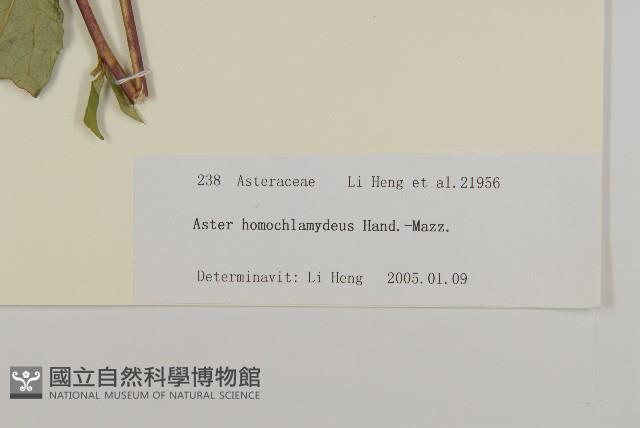 238 Asteraceae Li Heng et al.21956
Aster homochlamydeus Hand.-Mazz.
Determinavit: Li Heng 2005.01.09
國立自然科學博物館
NATIONAL MUSEUM OF NATURAL SCIENCE